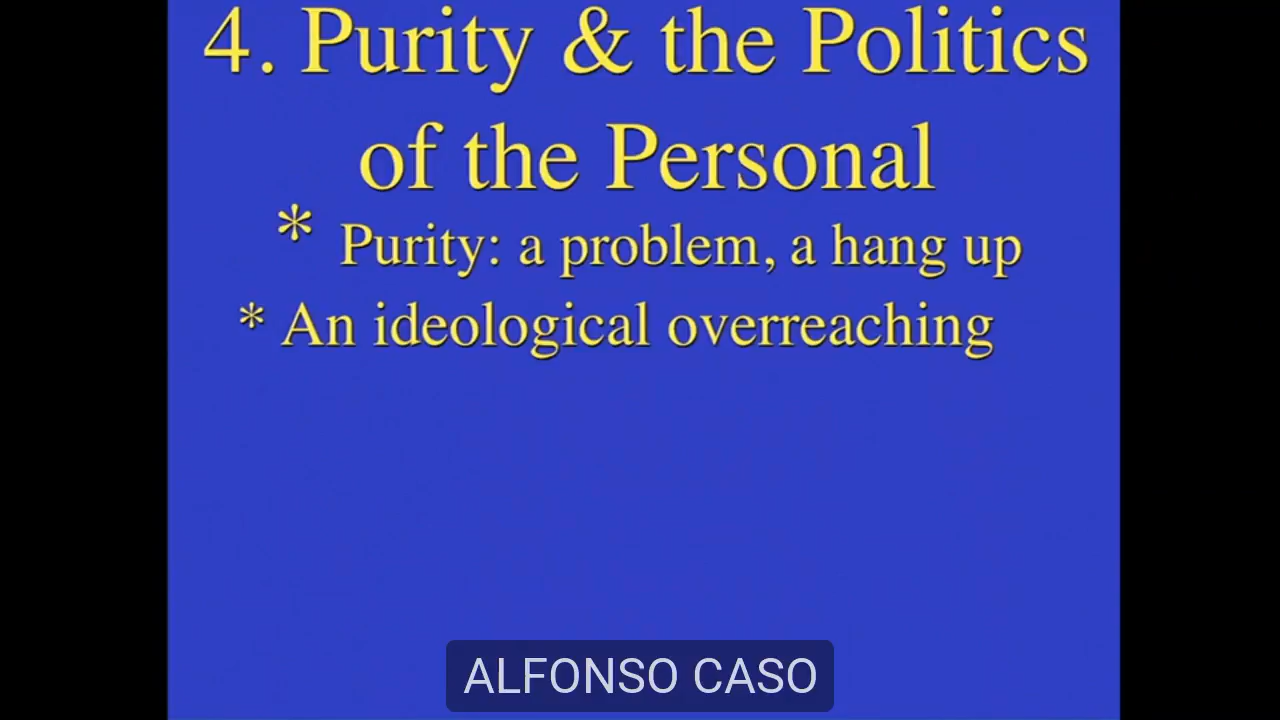 4. Purity & the Politics
of the Personal
* Purity: a problem, a hang up
* An ideological overreaching
ALFONSO CASO